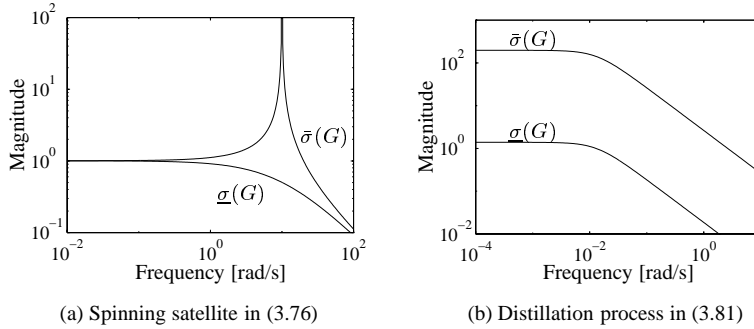 10^2
10^1
10^0
10^-1
10^-2
10^0
10^2
Magnitude
Frequency [rad/s]
σ̄(G)
σ̲(G)
(a) Spinning satellite in (3.76)
10^2
10^0
10^-2
10^-4
10^-2
10^0
Magnitude
Frequency [rad/s]
σ̄(G)
σ̲(G)
(b) Distillation process in (3.81)